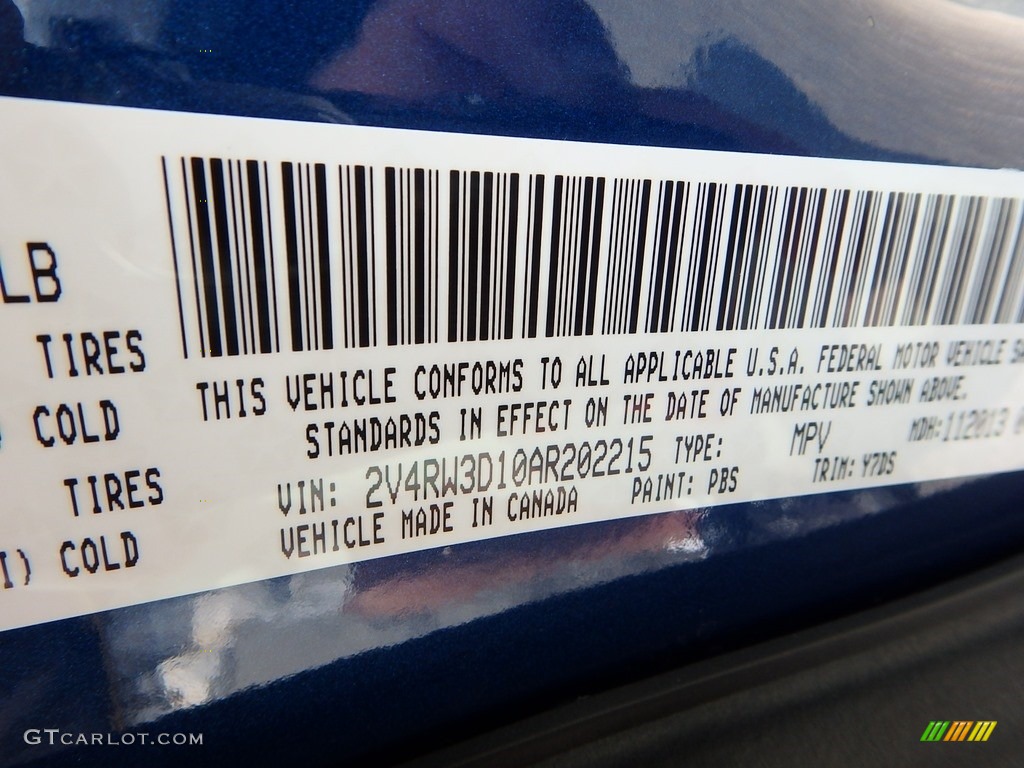 LB
TIRES
COLD
TIRES
I) COLD
THIS VEHICLE CONFORMS TO ALL APPLICABLE U.S.A. FEDERAL MOTOR VEHICLE
STANDARDS IN EFFECT ON THE DATE OF MANUFACTURE SHOWN ABOVE.
VIN: 2V4RW3D10AR202215 TYPE: MPV MDH:112013
VEHICLE MADE IN CANADA PAINT: PBS TRIM: Y7DS
GTCARLOT.COM